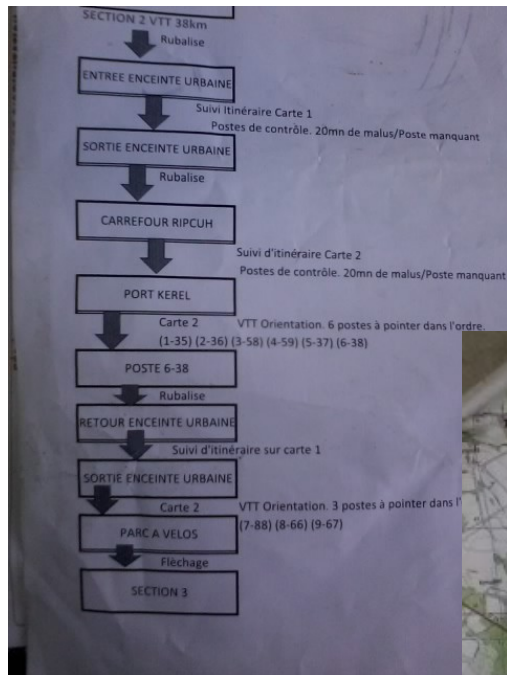 SECTION 2 VTT 38km
Rubalise
ENTREE ENCEINTE URBAINE
Suivi Itinéraire Carte 1
Postes de contrôle. 20mn de malus/Poste manquant
SORTIE ENCEINTE URBAINE
Rubalise
CARREFOUR RIPCUH
Suivi d'itinéraire Carte 2
Postes de contrôle. 20mn de malus/Poste manquant
PORT KEREL
Carte 2 VTT Orientation. 6 postes à pointer dans l'ordre.
(1-35) (2-36) (3-58) (4-59) (5-37) (6-38)
POSTE 6-38
Rubalise
RETOUR ENCEINTE URBAINE
Suivi d'itinéraire sur carte 1
SORTIE ENCEINTE URBAINE
Carte 2 VTT Orientation. 3 postes à pointer dans l'
(7-88) (8-66) (9-67)
PARC A VELOS
Fléchage
SECTION 3